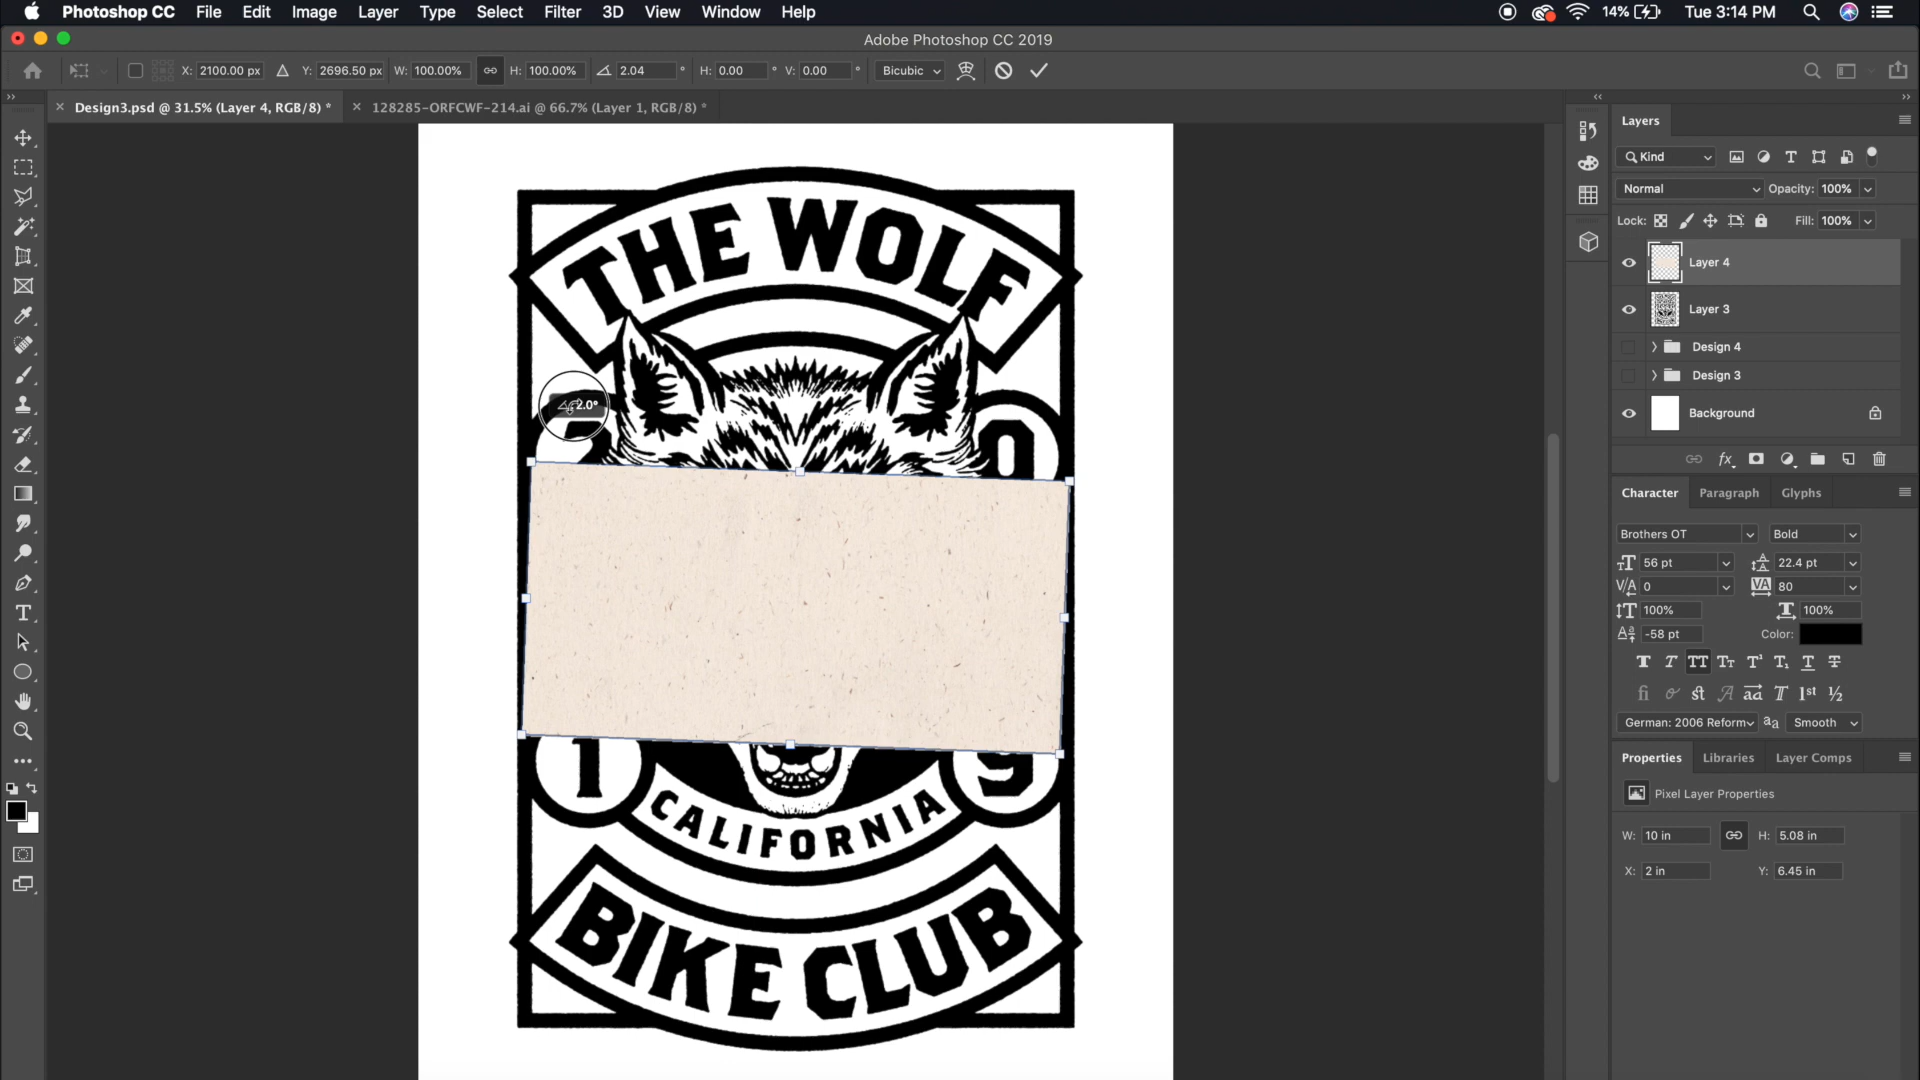 Photoshop CC File Edit Image Layer Type Select Filter 3D View Window Help 14% Tue 3:14 PM
Adobe Photoshop CC 2019
X: 2100.00 px Y: 2696.50 px W: 100.00% H: 100.00% 2.04 ° H: 0.00 ° V: 0.00 ° Bicubic
Design3.psd @ 31.5% (Layer 4, RGB/8) * 128285-ORFCWF-214.ai @ 66.7% (Layer 1, RGB/8) *
THE WOLF
2.0°
0
1
9
CALIFORNIA
BIKE CLUB
Layers
Kind
Normal Opacity: 100%
Lock: Fill: 100%
Layer 4
Layer 3
Design 4
Design 3
Background
Character Paragraph Glyphs
Brothers OT Bold
56 pt 22.4 pt
0 80
100% 100%
-58 pt Color:
German: 2006 Reform Smooth
Properties Libraries Layer Comps
Pixel Layer Properties
W: 10 in H: 5.08 in
X: 2 in Y: 6.45 in